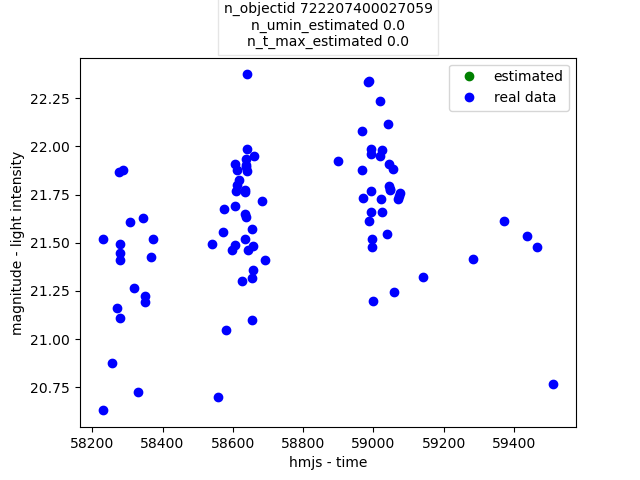 n_objectid 722207400027059
n_umin_estimated 0.0
n_t_max_estimated 0.0
estimated
real data
22.25
22.00
21.75
21.50
21.25
21.00
20.75
magnitude - light intensity
58200 58400 58600 58800 59000 59200 59400
hmjs - time